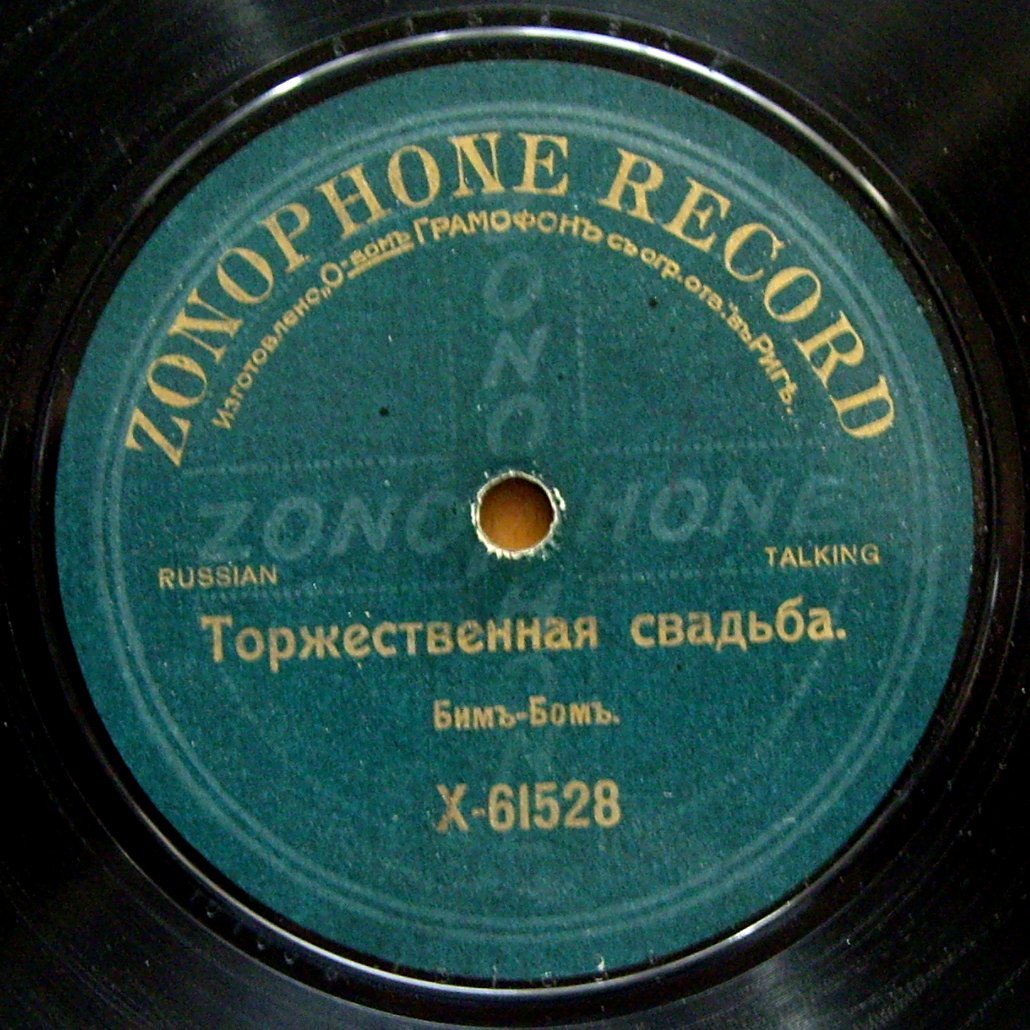 ZONOPHONE RECORD
Изготовлено „О-вомъ ГРАМОФОНЪ съ огр. отв." въ Ригѣ.
ZONOPHONE
RUSSIAN TALKING
Торжественная свадьба.
Бимъ-Бомъ.
X-61528